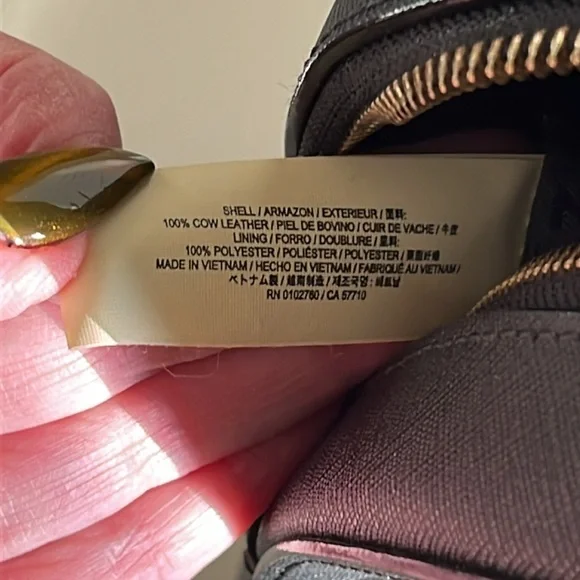 SHELL / ARMAZON / EXTERIEUR / 面料:
100% COW LEATHER / PIEL DE BOVINO / CUIR DE VACHE / 牛皮
LINING / FORRO / DOUBLURE / 里料:
100% POLYESTER / POLIÉSTER / POLYESTER / 聚酯纤维
MADE IN VIETNAM / HECHO EN VIETNAM / FABRIQUÉ AU VIETNAM /
ベトナム製 / 越南制造 / 제조국명 : 베트남
RN 0102760 / CA 57710